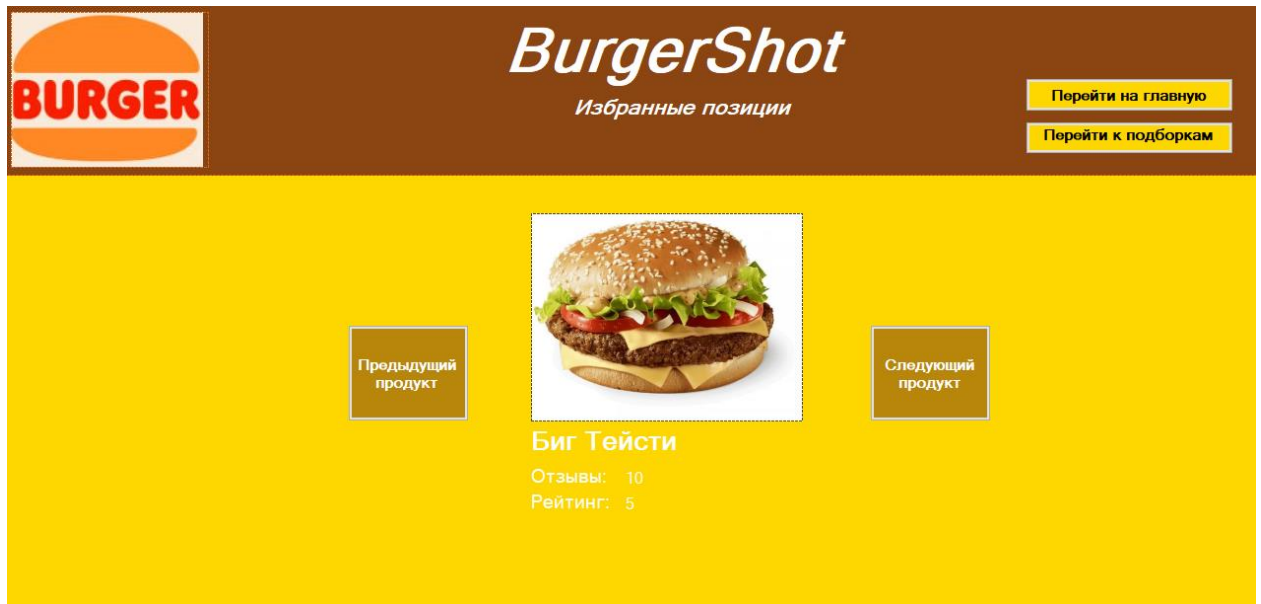 BURGER
BurgerShot
Избранные позиции
Перейти на главную
Перейти к подборкам
Предыдущий
продукт
Следующий
продукт
Биг Тейсти
Отзывы: 10
Рейтинг: 5